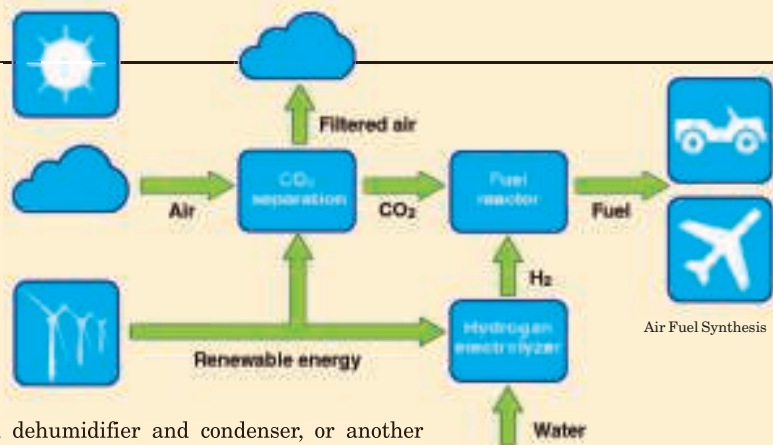 Filtered air
CO₂
separation
Fuel
reactor
Air
CO₂
Fuel
H₂
Hydrogen
electrolyzer
Air Fuel Synthesis
Renewable energy
dehumidifier and condenser, or another
Water